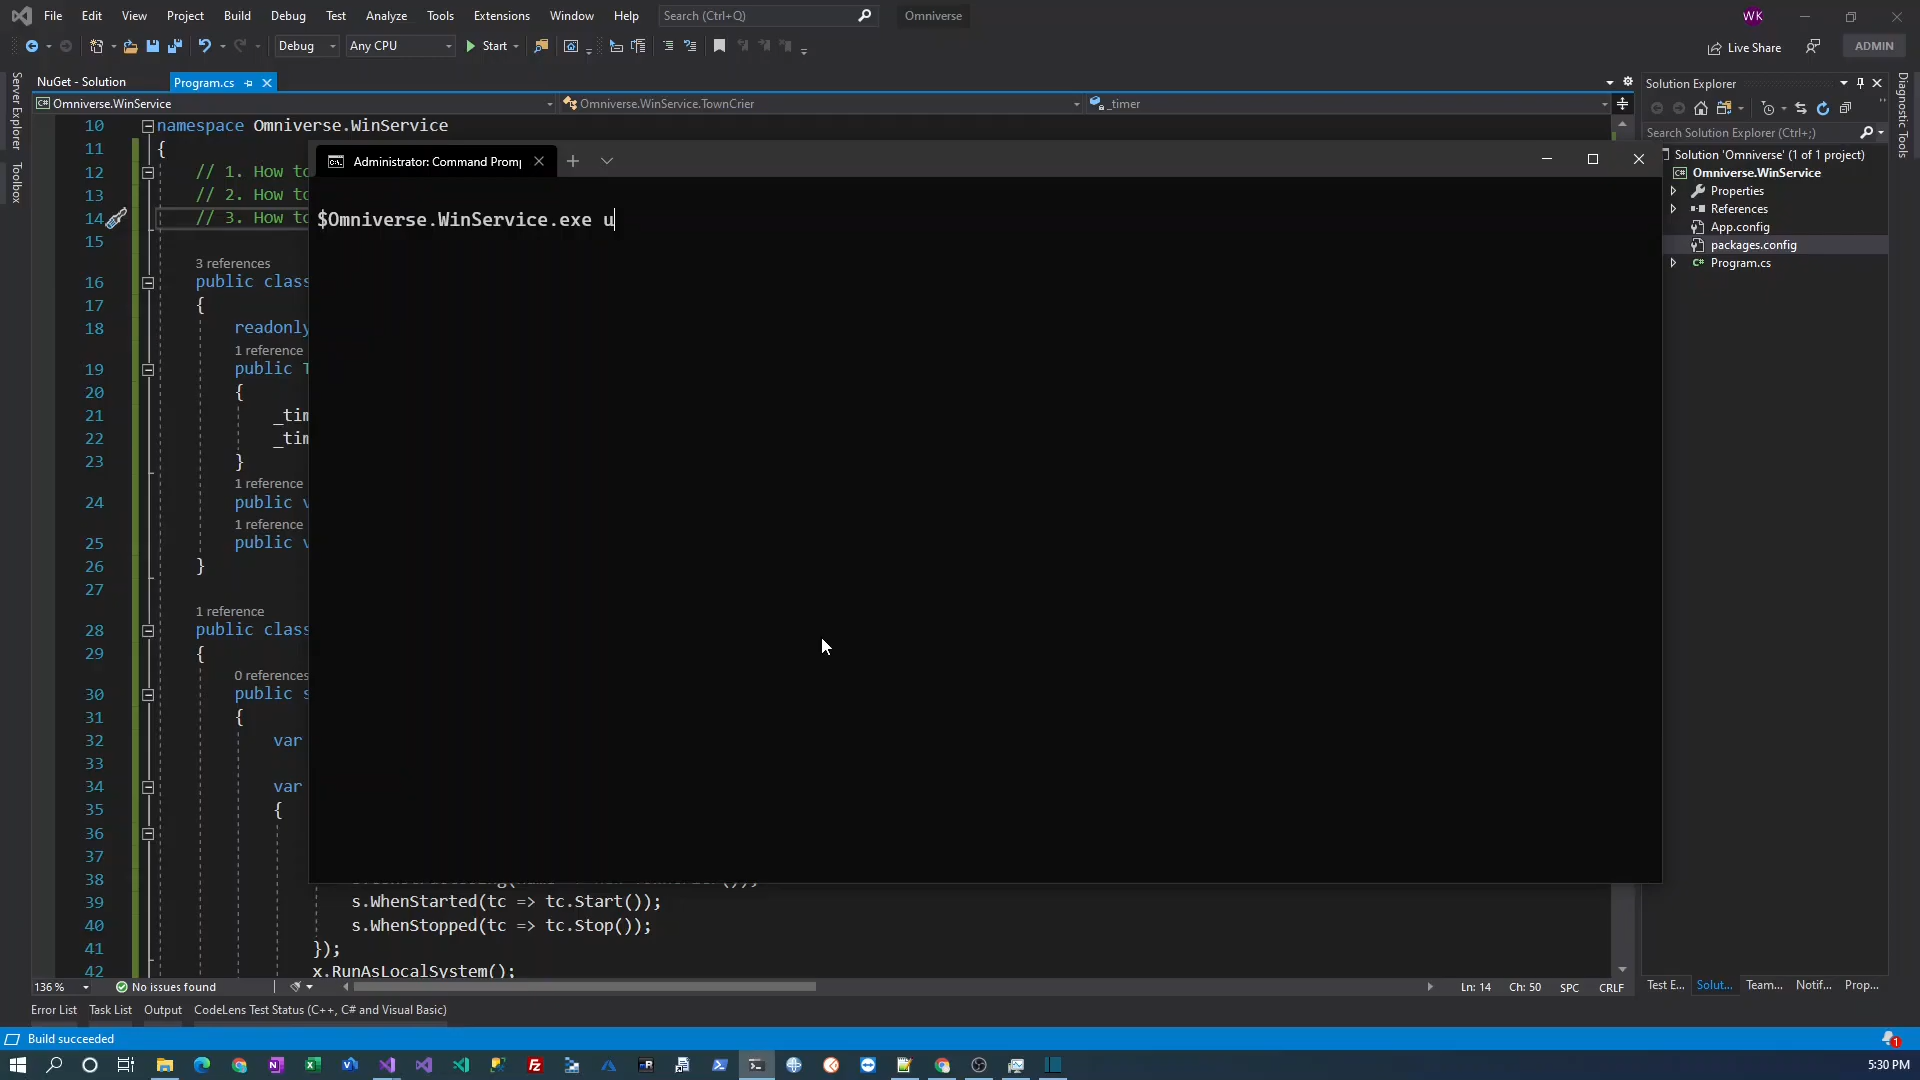 File Edit View Project Build Debug Test Analyze Tools Extensions Window Help Search (Ctrl+Q) Omniverse WK
Debug Any CPU Start Live Share ADMIN
NuGet - Solution Program.cs
Omniverse.WinService Omniverse.WinService.TownCrier _timer
Server Explorer
Toolbox
10 namespace Omniverse.WinService
11 {
12 // 1. How to
13 // 2. How to
14 // 3. How to
15
3 references
16 public class
17 {
18 readonly
1 reference
19 public T
20 {
21 _tim
22 _tim
23 }
1 reference
24 public v
1 reference
25 public v
26 }
27
1 reference
28 public class
29 {
0 references
30 public s
31 {
32 var
33
34 var
35 {
36
37
38
39 s.WhenStarted(tc => tc.Start());
40 s.WhenStopped(tc => tc.Stop());
41 });
42 x.RunAsLocalSystem();
Administrator: Command Promp
$Omniverse.WinService.exe u
Solution Explorer
Search Solution Explorer (Ctrl+;)
Solution 'Omniverse' (1 of 1 project)
Omniverse.WinService
Properties
References
App.config
packages.config
Program.cs
Diagnostic Tools
136 % No issues found Ln: 14 Ch: 50 SPC CRLF
Test E... Solut... Team... Notif... Prop...
Error List Task List Output CodeLens Test Status (C++, C# and Visual Basic)
Build succeeded 1
5:30 PM